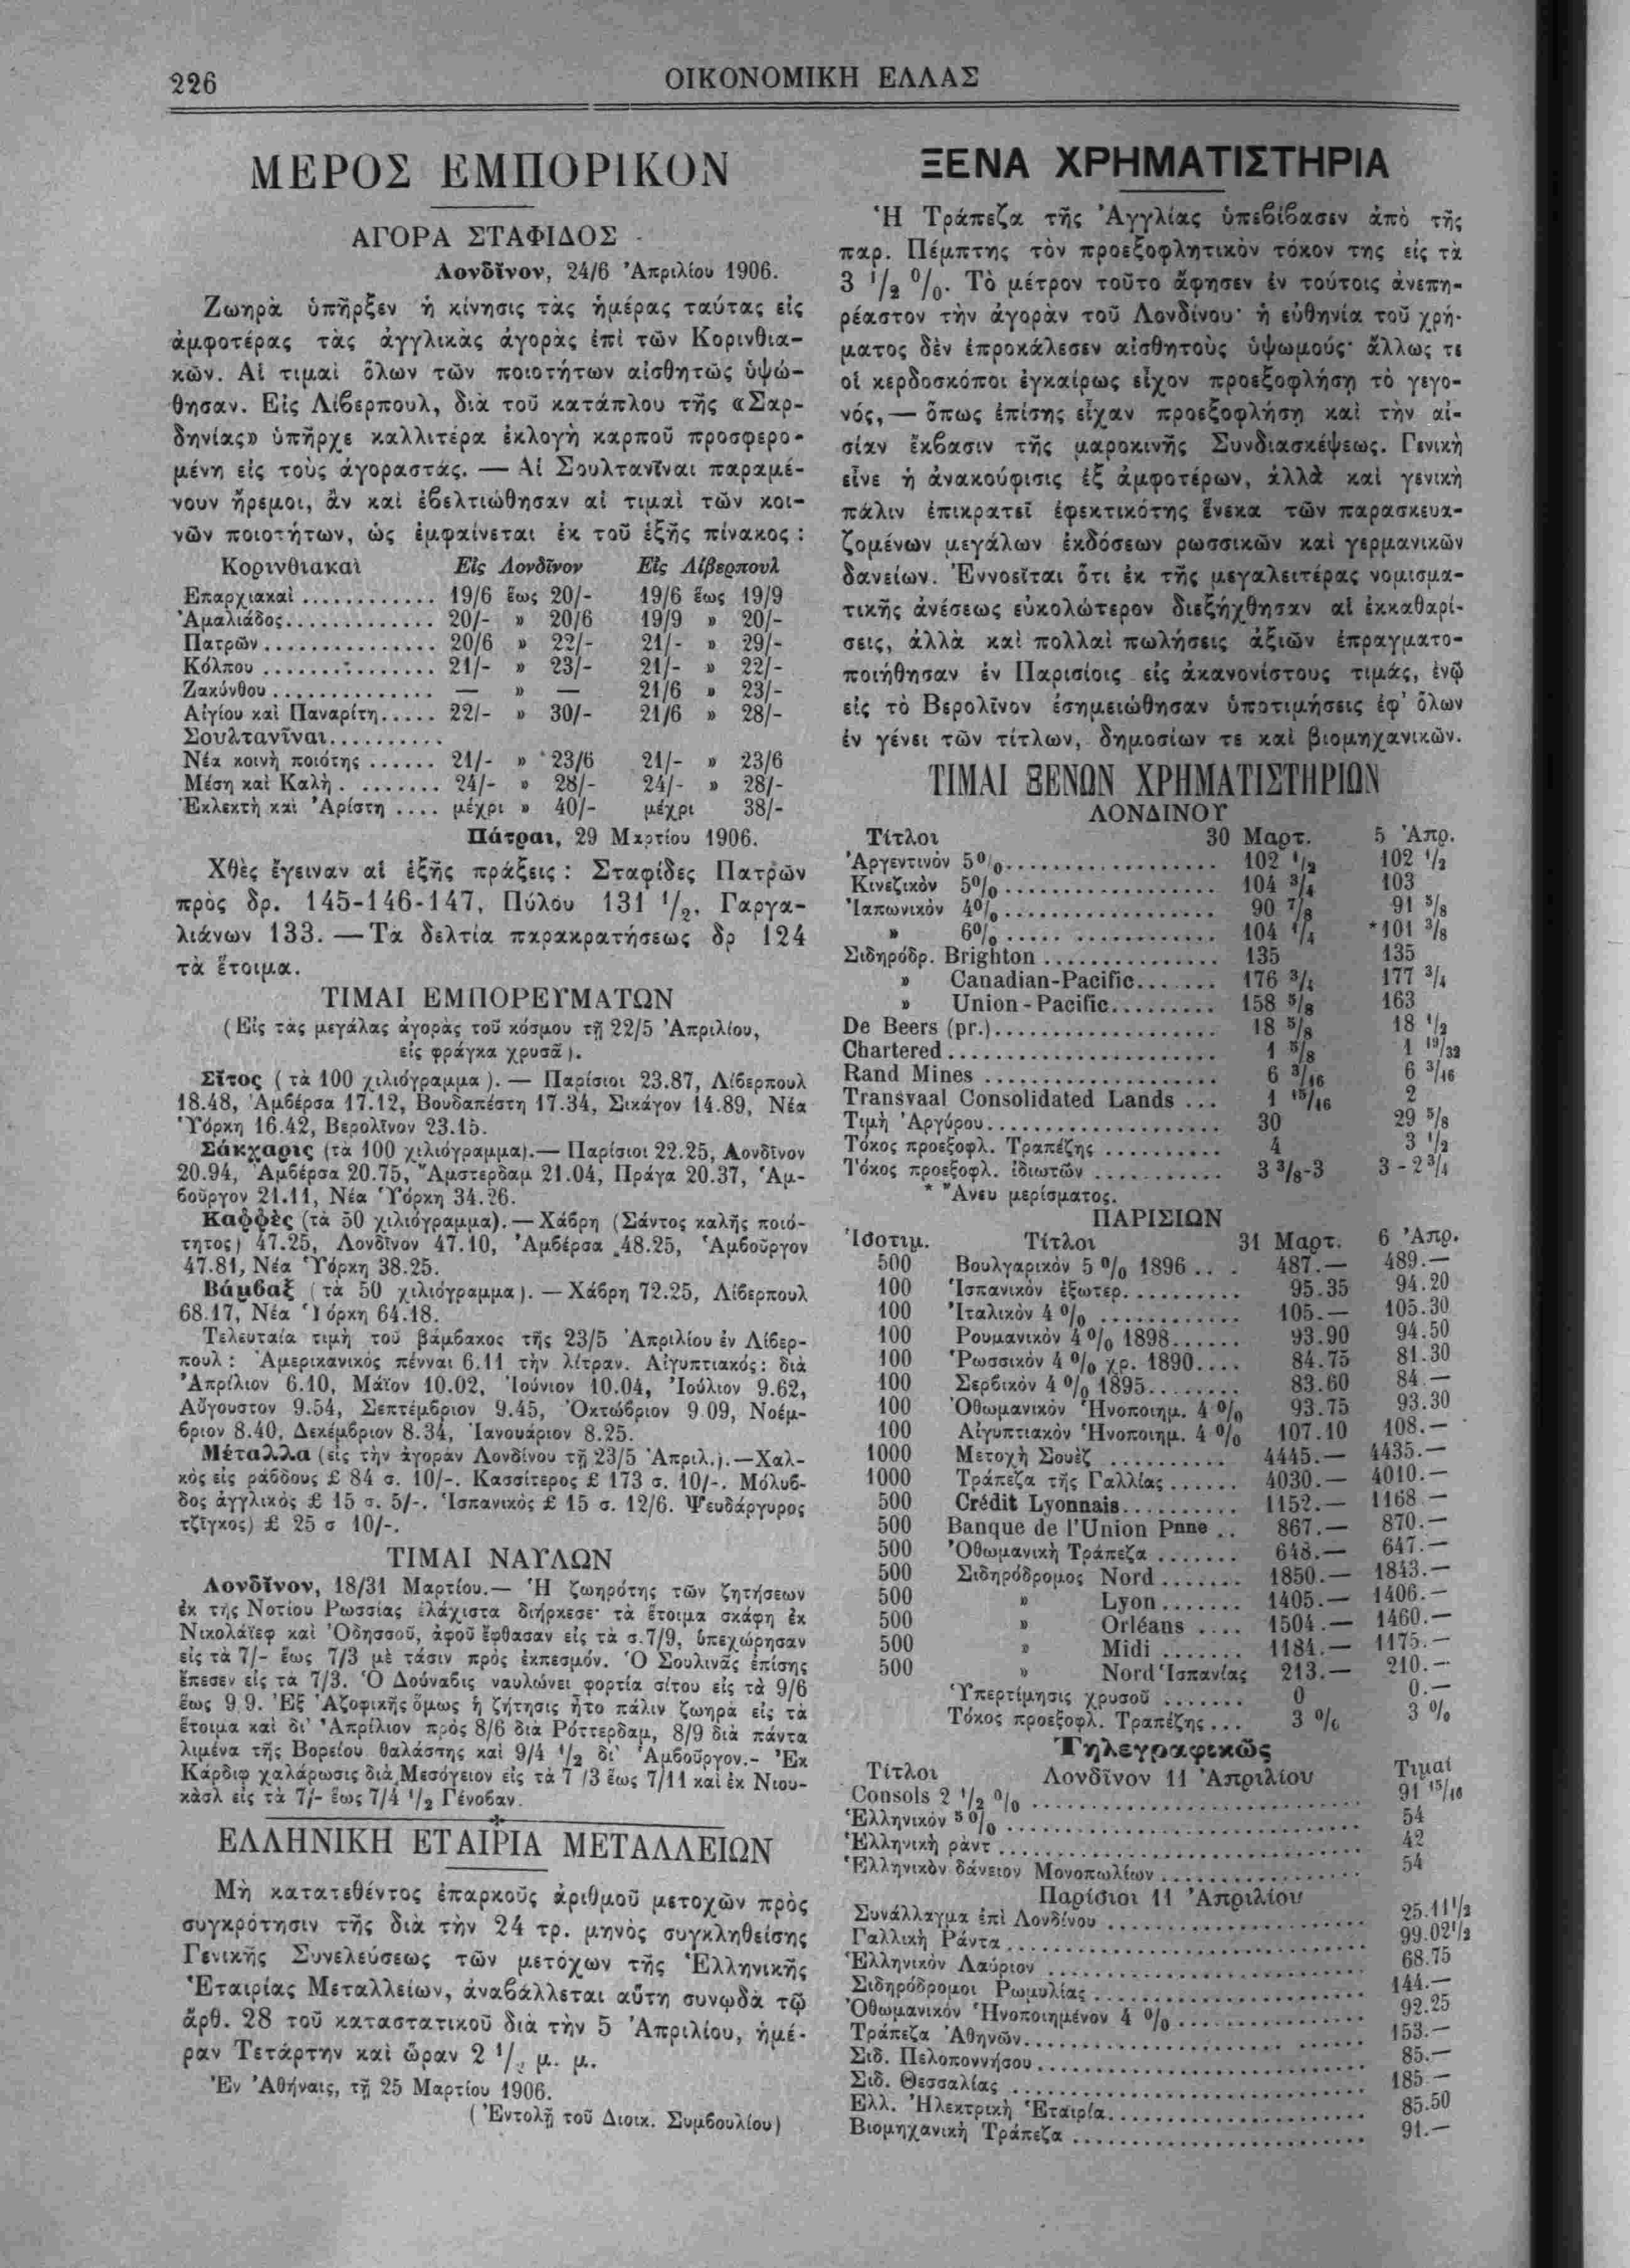 226
ΟΙΚΟΝΟΜΙΚΗ ΕΛΛΑΣ
ΜΕΡΟΣ ΕΜΠΟΡΙΚΟΝ
ΑΓΟΡΑ ΣΤΑΦΙΔΟΣ
Λονδῖνον, 24/6 Ἀπριλίου 1906.
Ζωηρὰ ὑπῆρξεν ἡ κίνησις τὰς ἡμέρας ταύτας εἰς
ἀμφοτέρας τὰς ἀγγλικὰς ἀγορὰς ἐπὶ τῶν Κορινθια-
κῶν. Αἱ τιμαὶ ὅλων τῶν ποιοτήτων αἰσθητῶς ὑψώ-
θησαν. Εἰς Λίβερπουλ, διὰ τοῦ κατάπλου τῆς «Σαρ-
δηνίας» ὑπῆρχε καλλιτέρα ἐκλογὴ καρποῦ προσφερο-
μένη εἰς τοὺς ἀγοραστάς. — Αἱ Σουλτανῖναι παραμέ-
νουν ἤρεμοι, ἂν καὶ ἐβελτιώθησαν αἱ τιμαὶ τῶν κοι-
νῶν ποιοτήτων, ὡς ἐμφαίνεται ἐκ τοῦ ἑξῆς πίνακος :
Κορινθιακαὶ Εἰς Λονδῖνον Εἰς Λίβερπουλ
Επαρχιακαὶ ............ 19/6 ἕως 20/- 19/6 ἕως 19/9
Ἀμαλιάδος............. 20/- » 20/6 19/9 » 20/-
Πατρῶν ............... 20/6 » 22/- 21/- » 29/-
Κόλπου ............... 21/- » 23/- 21/- » 22/-
Ζακύνθου .............. — » — 21/6 » 23/-
Αἰγίου καὶ Παναρίτη..... 22/- » 30/- 21/6 » 28/-
Σουλτανῖναι..........
Νέα κοινὴ ποιότης ...... 21/- » 23/6 21/- » 23/6
Μέση καὶ Καλὴ . ....... 24/- » 28/- 24/- » 28/-
Ἐκλεκτὴ καὶ Ἀρίστη .... μέχρι » 40/- μέχρι 38/-
Πάτραι, 29 Μαρτίου 1906.
Χθὲς ἔγειναν αἱ ἑξῆς πράξεις : Σταφίδες Πατρῶν
πρὸς δρ. 145-146-147, Πύλου 131 1/2, Γαργα-
λιάνων 133. — Τὰ δελτία παρακρατήσεως δρ 124
τὰ ἕτοιμα.
ΤΙΜΑΙ ΕΜΠΟΡΕΥΜΑΤΩΝ
(Εἰς τὰς μεγάλας ἀγορὰς τοῦ κόσμου τῇ 22/5 Ἀπριλίου,
εἰς φράγκα χρυσᾶ).
Σῖτος (τὰ 100 χιλιόγραμμα). — Παρίσιοι 23.87, Λίβερπουλ
18.48, Ἀμβέρσα 17.12, Βουδαπέστη 17.34, Σικάγον 14.89, Νέα
Ὑόρκη 16.42, Βερολῖνον 23.15.
Σάκχαρις (τὰ 100 χιλιόγραμμα).— Παρίσιοι 22.25, Λονδῖνον
20.94, Ἀμβέρσα 20.75, Ἀμστερδαμ 21.04, Πράγα 20.37, Ἀμ-
βοῦργον 21.11, Νέα Ὑόρκη 34.26.
Καφφὲς (τὰ 50 χιλιόγραμμα).—Χάβρη (Σάντος καλῆς ποιό-
τητος) 47.25, Λονδῖνον 47.10, Ἀμβέρσα 48.25, Ἀμβοῦργον
47.81, Νέα Ὑόρκη 38.25.
Βάμβαξ (τὰ 50 χιλιόγραμμα). — Χάβρη 72.25, Λίβερπουλ
68.17, Νέα Ὑόρκη 64.18.
Τελευταία τιμὴ τοῦ βάμβακος τῆς 23/5 Ἀπριλίου ἐν Λίβερ-
πουλ : Ἀμερικανικὸς πένναι 6.11 τὴν λίτραν. Αἰγυπτιακός: διὰ
Ἀπρίλιον 6.10, Μάϊον 10.02, Ἰούνιον 10.04, Ἰούλιον 9.62,
Αὔγουστον 9.54, Σεπτέμβριον 9.45, Ὀκτώβριον 9.09, Νοέμ-
βριον 8.40, Δεκέμβριον 8.34, Ἰανουάριον 8.25.
Μέταλλα (εἰς τὴν ἀγορὰν Λονδίνου τῇ 23/5 Ἀπριλ.).—Χαλ-
κὸς εἰς ράβδους £ 84 σ. 10/-. Κασσίτερος £ 173 σ. 10/-. Μόλυβ-
δος ἀγγλικὸς £ 15 σ. 5/-. Ἱσπανικὸς £ 15 σ. 12/6. Ψευδάργυρος
τζῖγκος) £ 25 σ 10/-.
ΤΙΜΑΙ ΝΑΥΛΩΝ
Λονδῖνον, 18/31 Μαρτίου.— Ἡ ζωηρότης τῶν ζητήσεων
ἐκ τῆς Νοτίου Ρωσσίας ἐλάχιστα διήρκεσε· τὰ ἕτοιμα σκάφη ἐκ
Νικολάϊεφ καὶ Ὀδησσοῦ, ἀφοῦ ἔφθασαν εἰς τὰ σ.7/9, ὑπεχώρησαν
εἰς τὰ 7/- ἕως 7/3 μὲ τάσιν πρὸς ἐκπεσμόν. Ὁ Σουλινᾶς ἐπίσης
ἔπεσεν εἰς τὰ 7/3. Ὁ Δούναβις ναυλώνει φορτία σίτου εἰς τὰ 9/6
ἕως 9.9. Ἐξ Ἀζοφικῆς ὅμως ἡ ζήτησις ἦτο πάλιν ζωηρὰ εἰς τὰ
ἕτοιμα καὶ δι' Ἀπρίλιον πρὸς 8/6 διὰ Ρόττερδαμ, 8/9 διὰ πάντα
λιμένα τῆς Βορείου θαλάσσης καὶ 9/4 1/2 δι' Ἀμβοῦργον.- Ἐκ
Κάρδιφ χαλάρωσις διὰ Μεσόγειον εἰς τὰ 7/3 ἕως 7/11 καὶ ἐκ Νιου-
κὰσλ εἰς τὰ 7/- ἕως 7/4 1/2 Γένοβαν.
ΕΛΛΗΝΙΚΗ ΕΤΑΙΡΙΑ ΜΕΤΑΛΛΕΙΩΝ
Μὴ κατατεθέντος ἐπαρκοῦς ἀριθμοῦ μετοχῶν πρὸς
συγκρότησιν τῆς διὰ τὴν 24 τρ. μηνὸς συγκληθείσης
Γενικῆς Συνελεύσεως τῶν μετόχων τῆς Ἑλληνικῆς
Ἑταιρίας Μεταλλείων, ἀναβάλλεται αὕτη συνῳδὰ τῷ
ἄρθ. 28 τοῦ καταστατικοῦ διὰ τὴν 5 Ἀπριλίου, ἡμέ-
ραν Τετάρτην καὶ ὥραν 2 1/2 μ. μ.
Ἐν Ἀθήναις, τῇ 25 Μαρτίου 1906.
(Ἐντολῇ τοῦ Διοικ. Συμβουλίου)
ΞΕΝΑ ΧΡΗΜΑΤΙΣΤΗΡΙΑ
Ἡ Τράπεζα τῆς Ἀγγλίας ὑπεβίβασεν ἀπὸ τῆς
παρ. Πέμπτης τὸν προεξοφλητικὸν τόκον της εἰς τὰ
3 1/2 0/0. Τὸ μέτρον τοῦτο ἄφησεν ἐν τούτοις ἀνεπη-
ρέαστον τὴν ἀγορὰν τοῦ Λονδίνου· ἡ εὐθηνία τοῦ χρή-
ματος δὲν ἐπροκάλεσεν αἰσθητοὺς ὑψωμούς· ἄλλως τε
οἱ κερδοσκόποι ἐγκαίρως εἶχον προεξοφλήσῃ τὸ γεγο-
νός,— ὅπως ἐπίσης εἶχαν προεξοφλήσῃ καὶ τὴν αἰ-
σίαν ἔκβασιν τῆς μαροκινῆς Συνδιασκέψεως. Γενικὴ
εἶνε ἡ ἀνακούφισις ἐξ ἀμφοτέρων, ἀλλὰ καὶ γενικὴ
πάλιν ἐπικρατεῖ ἐφεκτικότης ἕνεκα τῶν παρασκευα-
ζομένων μεγάλων ἐκδόσεων ρωσσικῶν καὶ γερμανικῶν
δανείων. Ἐννοεῖται ὅτι ἐκ τῆς μεγαλειτέρας νομισμα-
τικῆς ἀνέσεως εὐκολώτερον διεξήχθησαν αἱ ἐκκαθαρί-
σεις, ἀλλὰ καὶ πολλαὶ πωλήσεις ἀξιῶν ἐπραγματο-
ποιήθησαν ἐν Παρισίοις εἰς ἀκανονίστους τιμάς, ἐνῷ
εἰς τὸ Βερολῖνον ἐσημειώθησαν ὑποτιμήσεις ἐφ' ὅλων
ἐν γένει τῶν τίτλων, δημοσίων τε καὶ βιομηχανικῶν.
ΤΙΜΑΙ ΞΕΝΩΝ ΧΡΗΜΑΤΙΣΤΗΡΙΩΝ
ΛΟΝΔΙΝΟΥ
Τίτλοι 30 Μαρτ. 5 Ἀπρ.
Ἀργεντινὸν 5 0/0 .................. 102 1/2 102 1/2
Κινεζικὸν 5 0/0 .................. 104 3/4 103
Ἰαπωνικὸν 4 0/0 .................. 90 7/8 91 5/8
» 6 0/0 .................. 104 1/4 *101 3/8
Σιδηρόδρ. Brighton ............... 135 135
» Canadian-Pacific....... 176 3/4 177 3/4
» Union-Pacific......... 158 5/8 163
De Beers (pr.)................... 18 5/8 18 1/2
Chartered ....................... 1 5/8 1 19/32
Rand Mines .................... 6 3/16 6 3/16
Transvaal Consolidated Lands ... 1 15/16 2
Τιμὴ Ἀργύρου.................... 30 29 5/8
Τόκος προεξοφλ. Τραπέζης .......... 4 3 1/2
Τόκος προεξοφλ. ἰδιωτῶν ........... 3 3/8-3 3 - 2 3/4
* Ἄνευ μερίσματος.
ΠΑΡΙΣΙΩΝ
Ἰσοτιμ. Τίτλοι 31 Μαρτ. 6 Ἀπρ.
500 Βουλγαρικὸν 5 0/0 1896 .. . 487.— 489.—
100 Ἱσπανικὸν ἐξωτερ.......... 95.35 94.20
100 Ἰταλικὸν 4 0/0 ............ 105.— 105.30
100 Ρουμανικὸν 4 0/0 1898...... 93.90 94.50
100 Ῥωσσικὸν 4 0/0 χρ. 1890.... 84.75 81.30
100 Σερβικὸν 4 0/0 1895........ 83.60 84.—
100 Ὀθωμανικὸν Ἡνοποιημ. 4 0/0 93.75 93.30
100 Αἰγυπτιακὸν Ἡνοποιημ. 4 0/0 107.10 108.—
1000 Μετοχὴ Σουὲζ .......... 4445.— 4435.—
1000 Τράπεζα τῆς Γαλλίας ...... 4030.— 4010.—
500 Crédit Lyonnais.......... 1152.— 1168.—
500 Banque de l'Union Pnne .. 867.— 870.—
500 Ὀθωμανικὴ Τράπεζα ....... 648.— 647.—
500 Σιδηρόδρομος Nord ....... 1850.— 1843.—
500 » Lyon ....... 1405.— 1406.—
500 » Orléans .... 1504.— 1460.—
500 » Midi ....... 1184.— 1175.—
500 » Nord Ἱσπανίας 213.— 210.—
Ὑπερτίμησις χρυσοῦ ....... 0 0.—
Τόκος προεξοφλ. Τραπέζης... 3 0/0 3 0/0
Τηλεγραφικῶς
Τίτλοι Λονδῖνον 11 Ἀπριλίου Τιμαὶ
Consols 2 1/2 0/0 .............................. 91 15/16
Ἑλληνικόν 5 0/0 .............................. 54
Ἑλληνικὴ ρὰντ .............................. 42
Ἑλληνικὸν δάνειον Μονοπωλίων .................. 54
Παρίσιοι 11 Ἀπριλίου
Συνάλλαγμα ἐπὶ Λονδίνου ...................... 25.11 1/2
Γαλλικὴ Ράντα .............................. 99.02 1/2
Ἑλληνικὸν Λαύριον .......................... 68.75
Σιδηρόδρομοι Ρωμυλίας ........................ 144.—
Ὀθωμανικόν Ἡνοποιημένον 4 0/0 ................ 92.25
Τράπεζα Ἀθηνῶν.............................. 153.—
Σιδ. Πελοποννήσου............................ 85.—
Σιδ. Θεσσαλίας .............................. 185.—
Ελλ. Ἠλεκτρικὴ Ἑταιρία........................ 85.50
Βιομηχανικὴ Τράπεζα .......................... 91.—